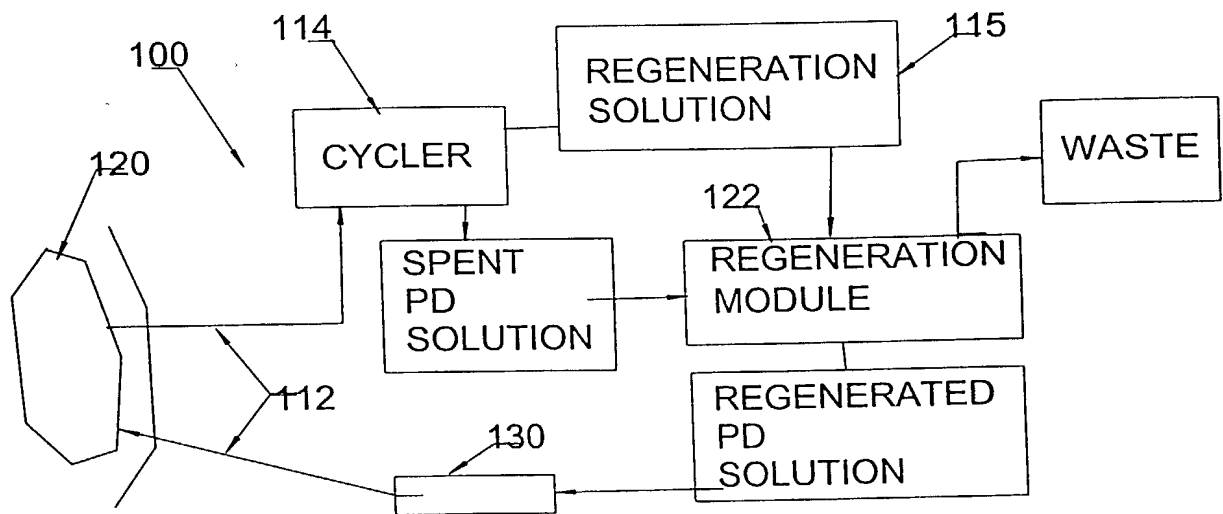 114
115
100
REGENERATION
SOLUTION
CYCLER
WASTE
120
122
SPENT
PD
SOLUTION
REGENERATION
MODULE
112
REGENERATED
PD
SOLUTION
130